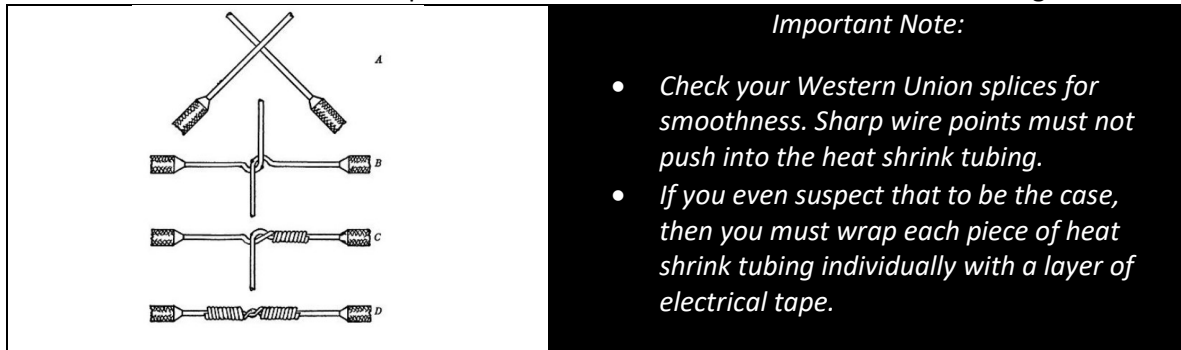 A
B
C
D
Important Note:
• Check your Western Union splices for
smoothness. Sharp wire points must not
push into the heat shrink tubing.
• If you even suspect that to be the case,
then you must wrap each piece of heat
shrink tubing individually with a layer of
electrical tape.